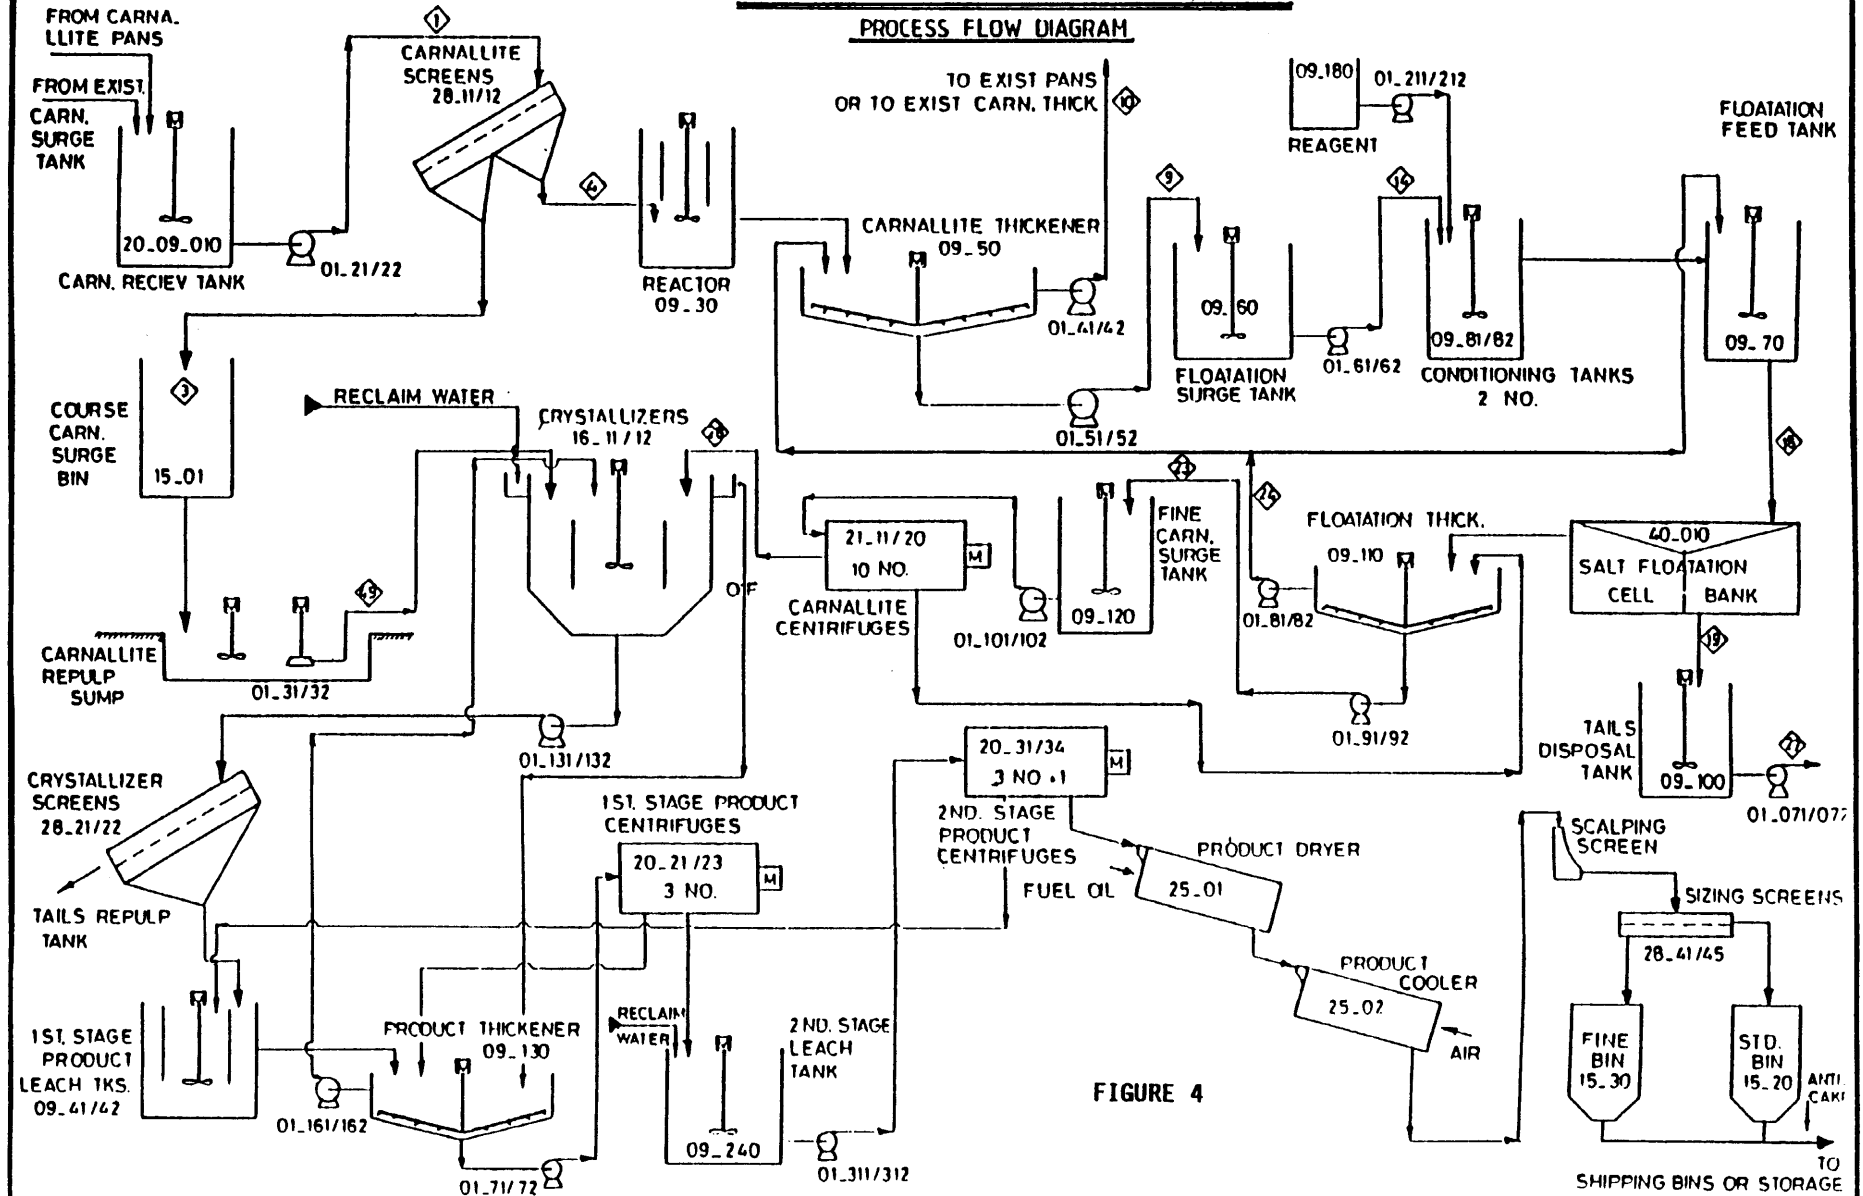 PROCESS FLOW DIAGRAM
FROM CARNA.
LLITE PANS
FROM EXIST.
CARN.
SURGE
TANK
20_09_010
CARN. RECIEV TANK
01_21/22
1
CARNALLITE
SCREENS
28_11/12
4
REACTOR
09_30
TO EXIST PANS
OR TO EXIST CARN. THICK.
10
CARNALLITE THICKENER
09_50
01_41/42
01_51/52
9
09_60
FLOATATION
SURGE TANK
01_61/62
09_180
REAGENT
01_211/212
14
09_81/82
CONDITIONING TANKS
2 NO.
FLOATATION
FEED TANK
09_70
18
3
COURSE
CARN.
SURGE
BIN
15_01
RECLAIM WATER
CRYSTALLIZERS
16_11/12
28
O'F
49
CARNALLITE
REPULP
SUMP
01_31/32
01_131/132
21_11/20
10 NO.
M
CARNALLITE
CENTRIFUGES
01_101/102
23
FINE
CARN.
SURGE
TANK
09_120
24
FLOATATION THICK.
09_110
01_81/82
01_91/92
40_010
SALT FLOATATION
CELL BANK
19
TAILS
DISPOSAL
TANK
09_100
27
01_071/072
CRYSTALLIZER
SCREENS
28_21/22
TAILS REPULP
TANK
1ST. STAGE PRODUCT
CENTRIFUGES
20_21/23
3 NO.
M
20_31/34
3 NO +1
M
2ND. STAGE
PRODUCT
CENTRIFUGES
PRODUCT DRYER
25_01
FUEL OIL
PRODUCT
COOLER
25_02
AIR
SCALPING
SCREEN
SIZING SCREENS
28_41/45
FINE
BIN
15_30
STD.
BIN
15_20
ANTI.
CAKI
TO
SHIPPING BINS OR STORAGE
1ST. STAGE
PRODUCT
LEACH TKS.
09_41/42
01_161/162
PRODUCT THICKENER
09_130
01_71/72
RECLAIM
WATER
09_240
2ND. STAGE
LEACH
TANK
01_311/312
FIGURE 4